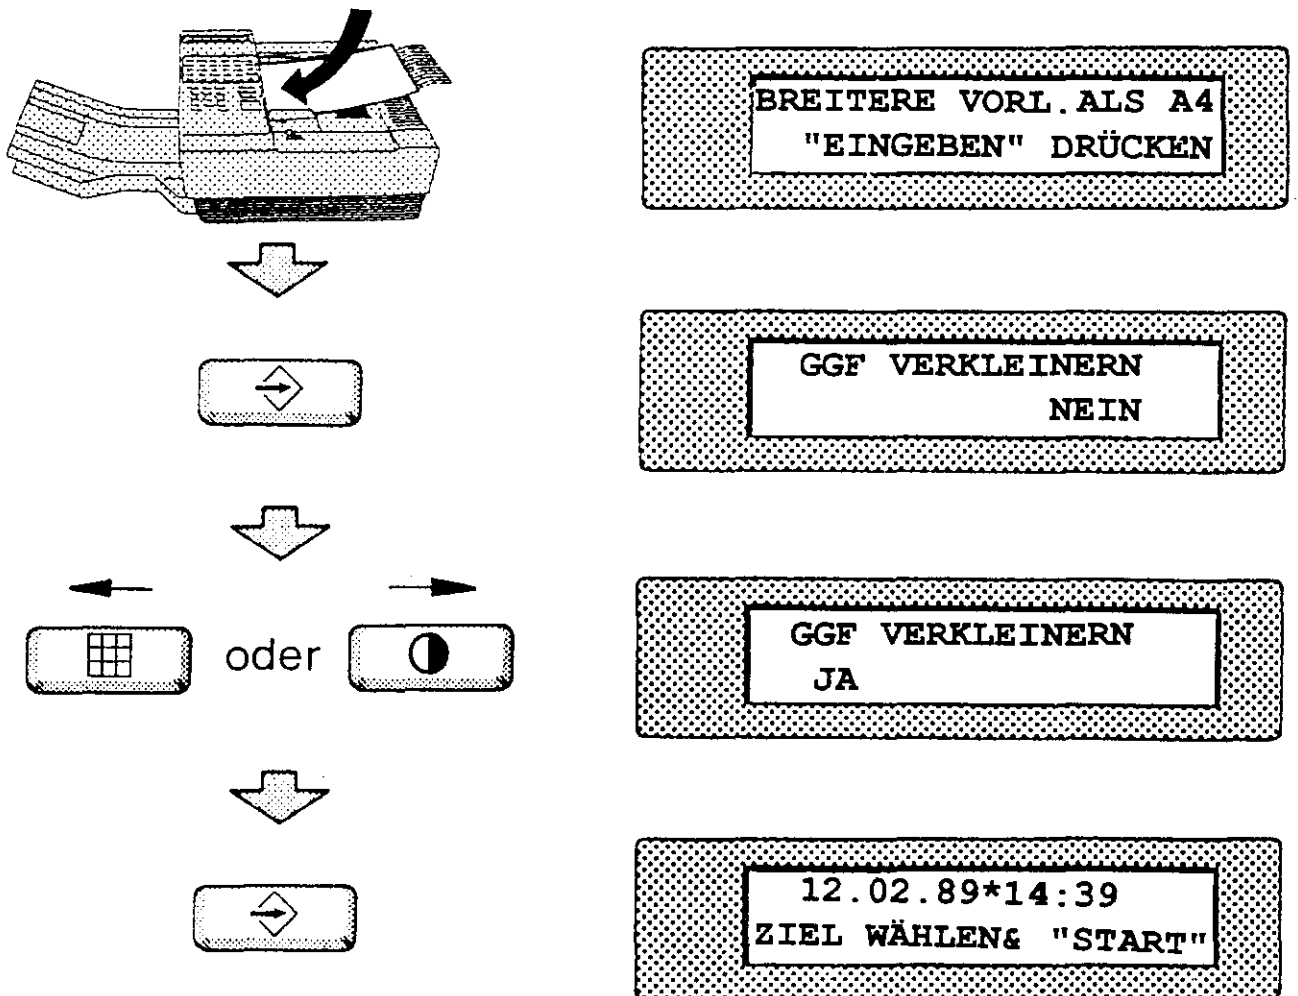 BREITERE VORL.ALS A4
"EINGEBEN" DRÜCKEN
GGF VERKLEINERN
NEIN
oder
GGF VERKLEINERN
JA
12.02.89*14:39
ZIEL WÄHLEN& "START"